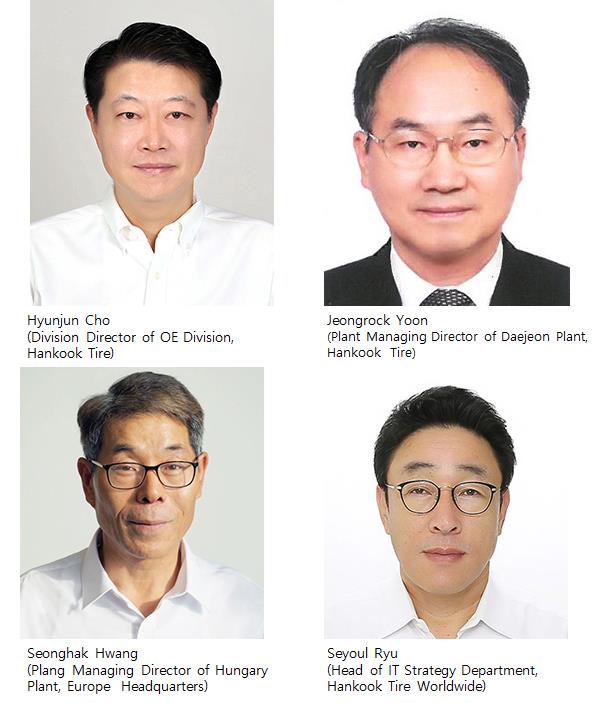 Hyunjun Cho
(Division Director of OE Division,
Hankook Tire)
Jeongrock Yoon
(Plant Managing Director of Daejeon Plant,
Hankook Tire)
Seonghak Hwang
(Plang Managing Director of Hungary
Plant, Europe Headquarters)
Seyoul Ryu
(Head of IT Strategy Department,
Hankook Tire Worldwide)